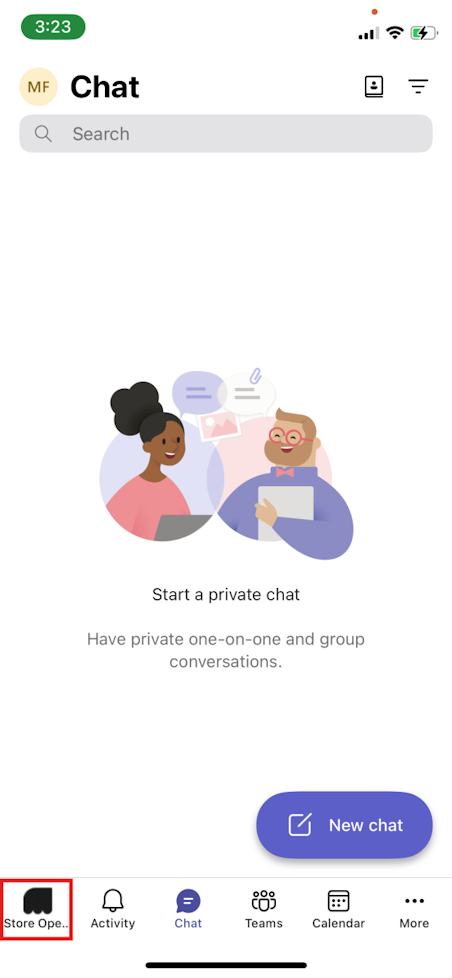 3:23
MF
Chat
Search
Start a private chat
Have private one-on-one and group
conversations.
New chat
Store Ope..
Activity
Chat
Teams
Calendar
More